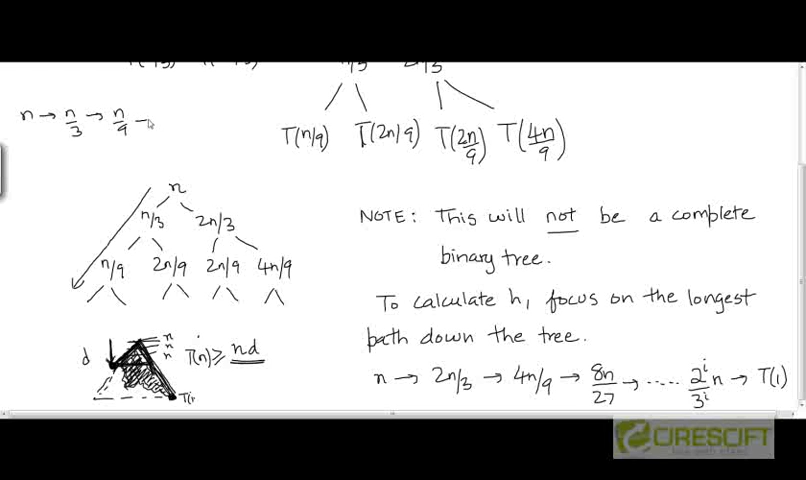 n → n/3 → n/9 –
T(n/9) T(2n/9) T(2n/9) T(4n/9)
n
n/3 2n/3
n/9 2n/9 2n/9 4n/9
NOTE: This will not be a complete
binary tree.
To calculate h, focus on the longest
path down the tree.
n → 2n/3 → 4n/9 → 8n/27 → ..... 2^i/3^i n → T(1)
d
n
n
n
T(n) ≥ nd